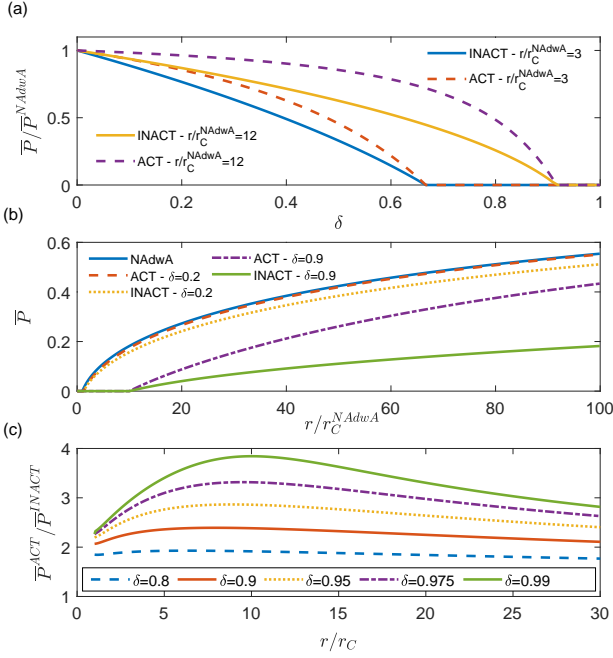 (a)
1
0.5
0
P̅/P̅^NAdwA
INACT - r/r_C^NAdwA=3
ACT - r/r_C^NAdwA=3
INACT - r/r_C^NAdwA=12
ACT - r/r_C^NAdwA=12
0 0.2 0.4 0.6 0.8 1
δ
(b)
0.6
0.4
0.2
0
P̅
NAdwA
ACT - δ=0.2
INACT - δ=0.2
ACT - δ=0.9
INACT - δ=0.9
0 20 40 60 80 100
r/r_C^NAdwA
(c)
4
3
2
1
P̅^ACT/P̅^INACT
δ=0.8 δ=0.9 δ=0.95 δ=0.975 δ=0.99
0 5 10 15 20 25 30
r/r_C